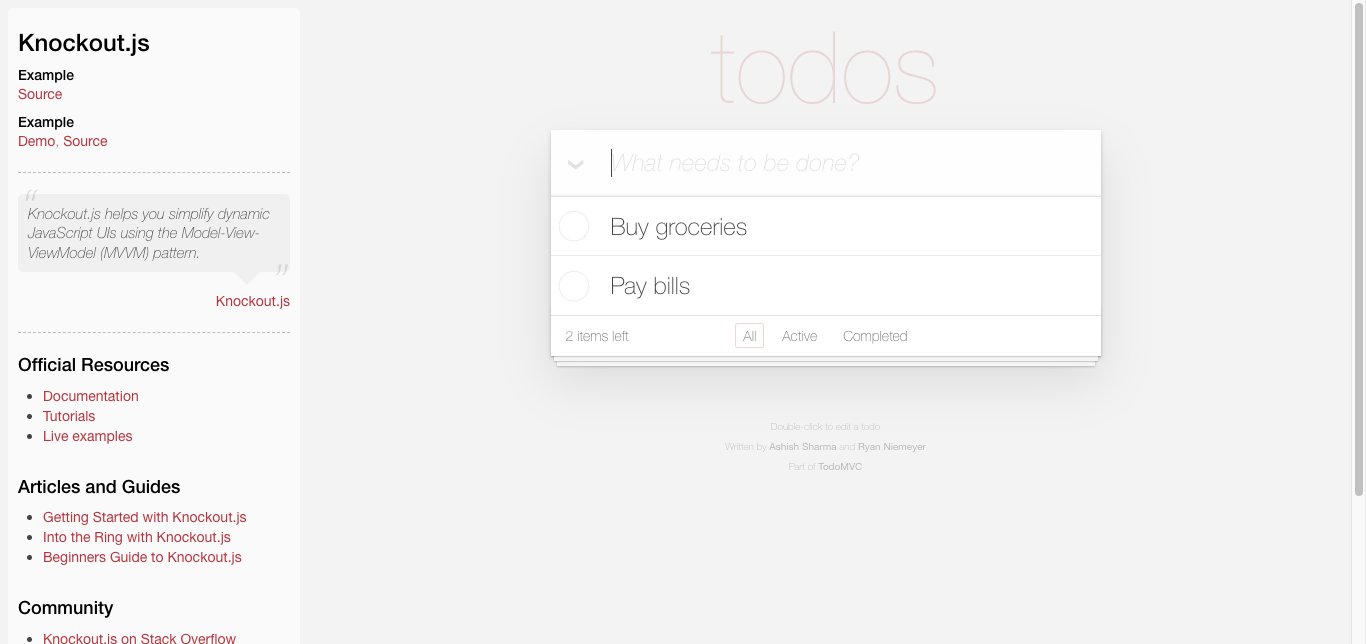 Knockout.js
Example
Source
Example
Demo, Source
“
Knockout.js helps you simplify dynamic
JavaScript UIs using the Model-View-
ViewModel (MVVM) pattern.
”
Knockout.js
Official Resources
Documentation
Tutorials
Live examples
Articles and Guides
Getting Started with Knockout.js
Into the Ring with Knockout.js
Beginners Guide to Knockout.js
Community
Knockout.js on Stack Overflow
todos
What needs to be done?
Buy groceries
Pay bills
2 items left All Active Completed
Double-click to edit a todo
Written by Ashish Sharma and Ryan Niemeyer
Part of TodoMVC